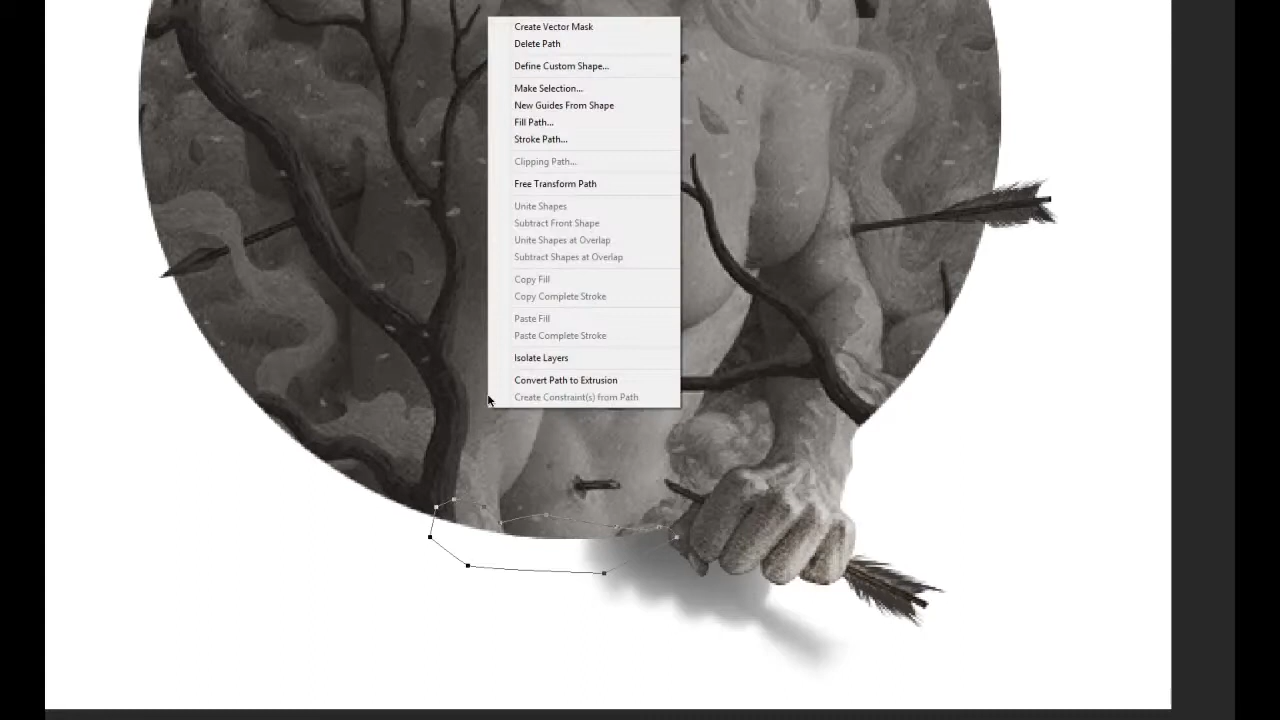 Create Vector Mask
Delete Path
Define Custom Shape...
Make Selection...
New Guides From Shape
Fill Path...
Stroke Path...
Clipping Path...
Free Transform Path
Unite Shapes
Subtract Front Shape
Unite Shapes at Overlap
Subtract Shapes at Overlap
Copy Fill
Copy Complete Stroke
Paste Fill
Paste Complete Stroke
Isolate Layers
Convert Path to Extrusion
Create Constraint(s) from Path